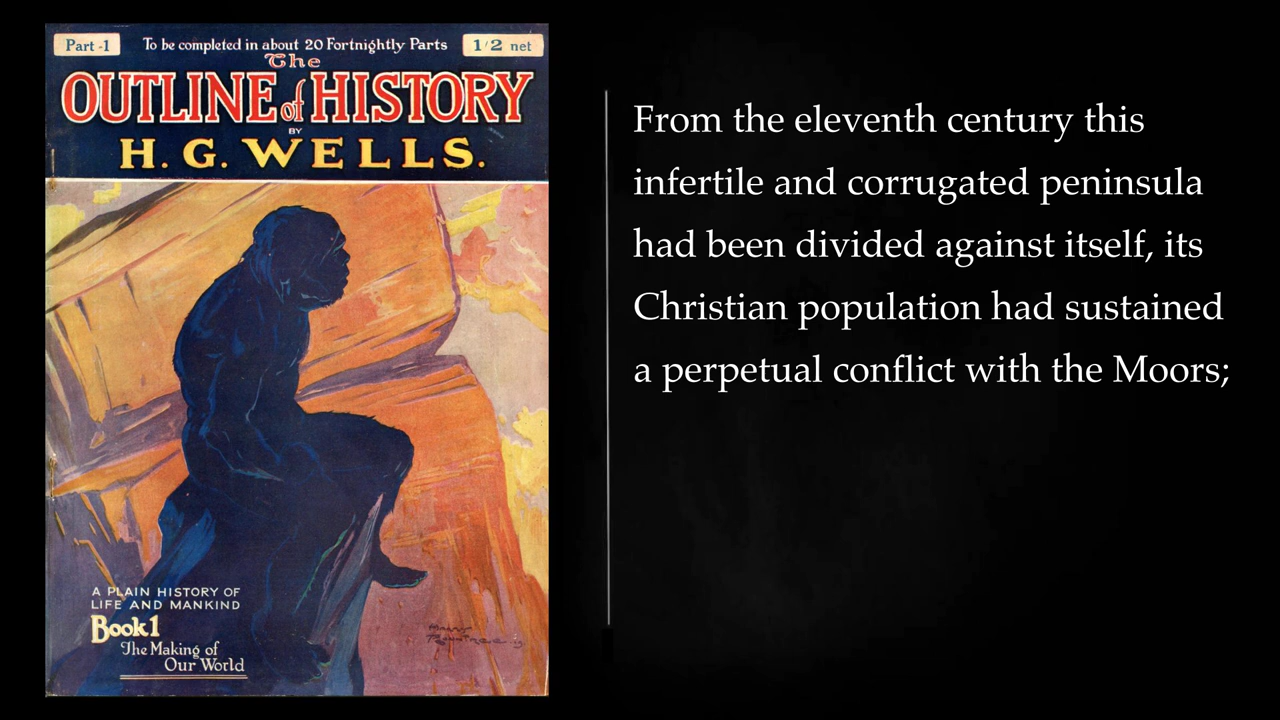 Part -1
To be completed in about 20 Fortnightly Parts
1/2 net
The
OUTLINE of HISTORY
BY
H. G. WELLS.
A PLAIN HISTORY OF
LIFE AND MANKIND
Book 1
The Making of
Our World
From the eleventh century this
infertile and corrugated peninsula
had been divided against itself, its
Christian population had sustained
a perpetual conflict with the Moors;